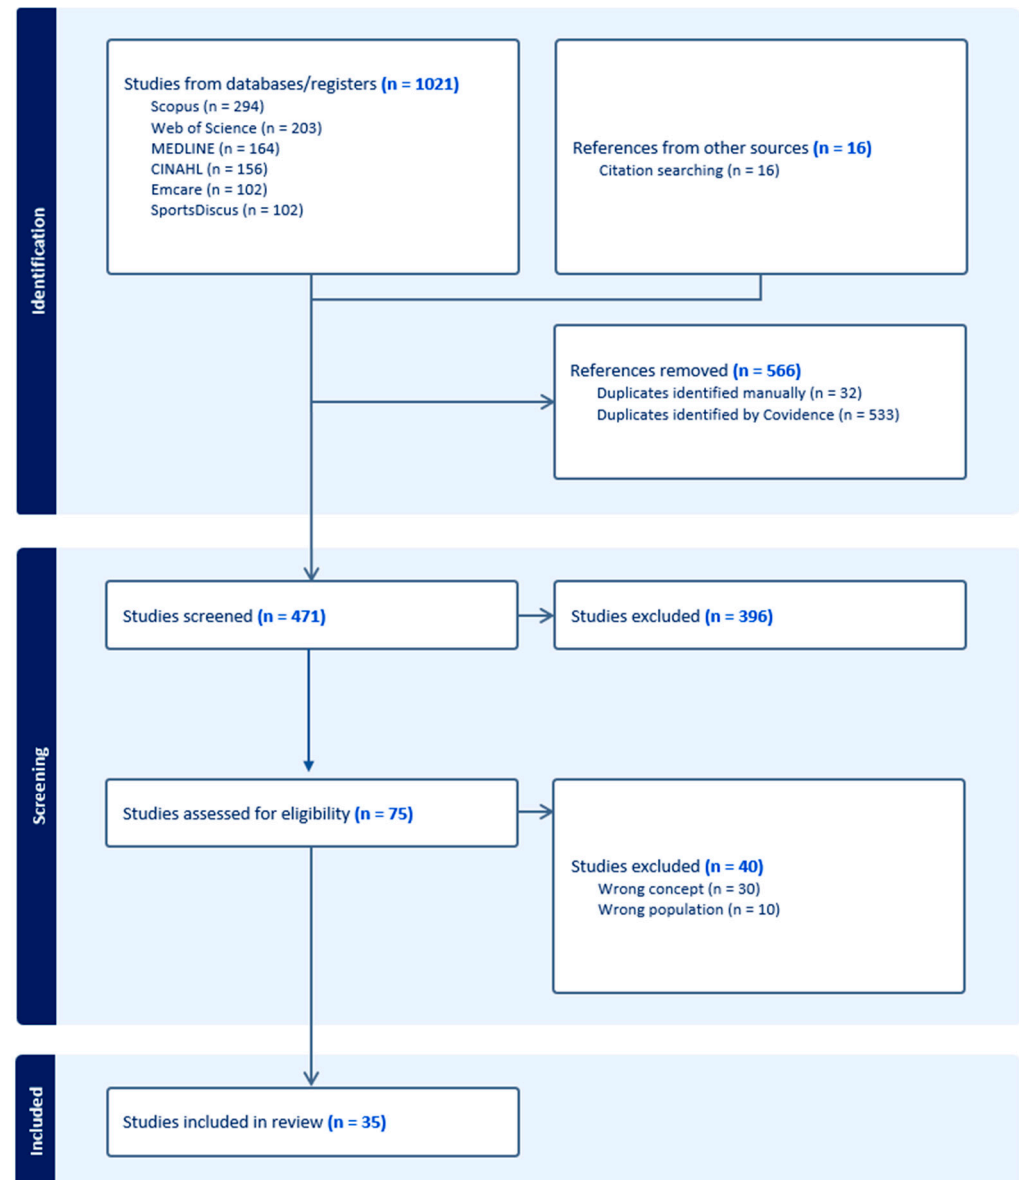 Identification
Studies from databases/registers (n = 1021)
Scopus (n = 294)
Web of Science (n = 203)
MEDLINE (n = 164)
CINAHL (n = 156)
Emcare (n = 102)
SportsDiscus (n = 102)
References from other sources (n = 16)
Citation searching (n = 16)
References removed (n = 566)
Duplicates identified manually (n = 32)
Duplicates identified by Covidence (n = 533)
Screening
Studies screened (n = 471)
Studies excluded (n = 396)
Studies assessed for eligibility (n = 75)
Studies excluded (n = 40)
Wrong concept (n = 30)
Wrong population (n = 10)
Included
Studies included in review (n = 35)